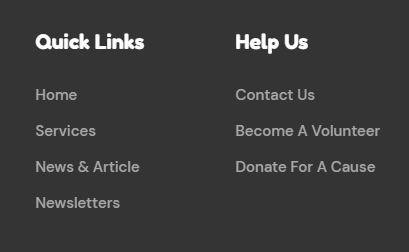 Quick Links
Home
Services
News & Article
Newsletters
Help Us
Contact Us
Become A Volunteer
Donate For A Cause